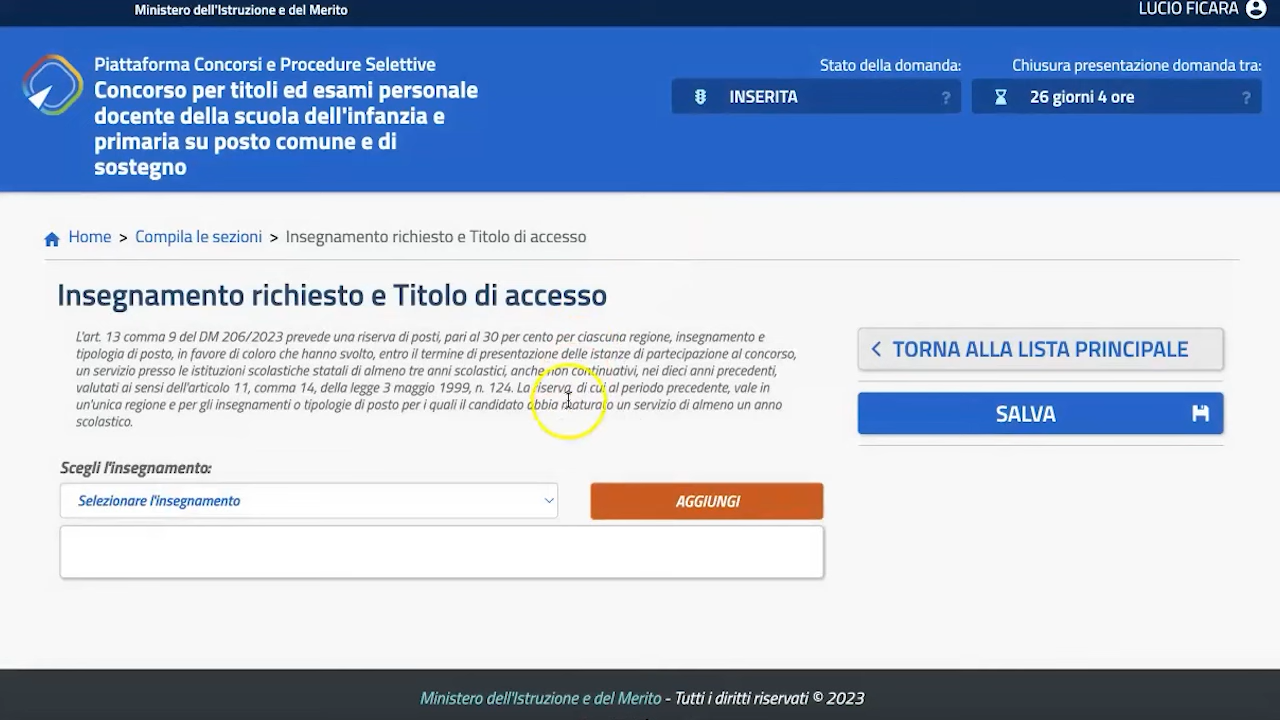 Ministero dell'Istruzione e del Merito
LUCIO FICARA
Piattaforma Concorsi e Procedure Selettive
Concorso per titoli ed esami personale
docente della scuola dell'infanzia e
primaria su posto comune e di
sostegno
Stato della domanda:
INSERITA ?
Chiusura presentazione domanda tra:
26 giorni 4 ore ?
Home > Compila le sezioni > Insegnamento richiesto e Titolo di accesso
Insegnamento richiesto e Titolo di accesso
L'art. 13 comma 9 del DM 206/2023 prevede una riserva di posti, pari al 30 per cento per ciascuna regione, insegnamento e
tipologia di posto, in favore di coloro che hanno svolto, entro il termine di presentazione delle istanze di partecipazione al concorso,
un servizio presso le istituzioni scolastiche statali di almeno tre anni scolastici, anche non continuativi, nei dieci anni precedenti,
valutati ai sensi dell'articolo 11, comma 14, della legge 3 maggio 1999, n. 124. La riserva, di cui al periodo precedente, vale in
un'unica regione e per gli insegnamenti o tipologie di posto per i quali il candidato abbia maturato un servizio di almeno un anno
scolastico.
< TORNA ALLA LISTA PRINCIPALE
SALVA
Scegli l'insegnamento:
Selezionare l'insegnamento
AGGIUNGI
Ministero dell'Istruzione e del Merito - Tutti i diritti riservati © 2023